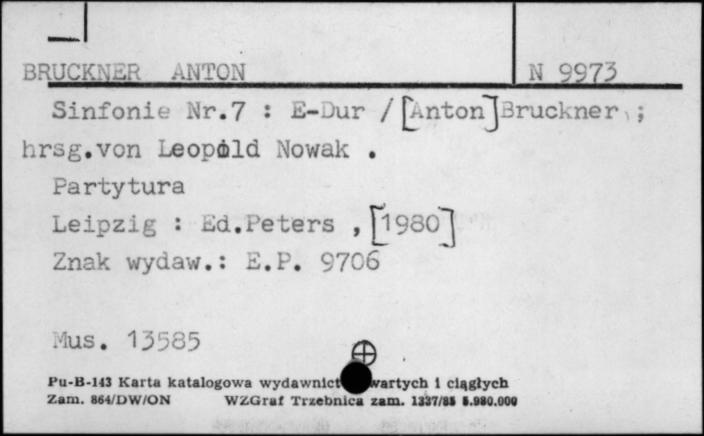 BRUCKNER ANTON N 9973
Sinfonie Nr.7 : E-Dur / [Anton]Bruckner ;
hrsg.von Leopold Nowak .
Partytura
Leipzig : Ed.Peters ,[1980]
Znak wydaw.: E.P. 9706
Mus. 13585
Pu-B-143 Karta katalogowa wydawnict wartych i ciągłych
Zam. 864/DW/ON WZGraf Trzebnica zam. 1337/85 5.980.000